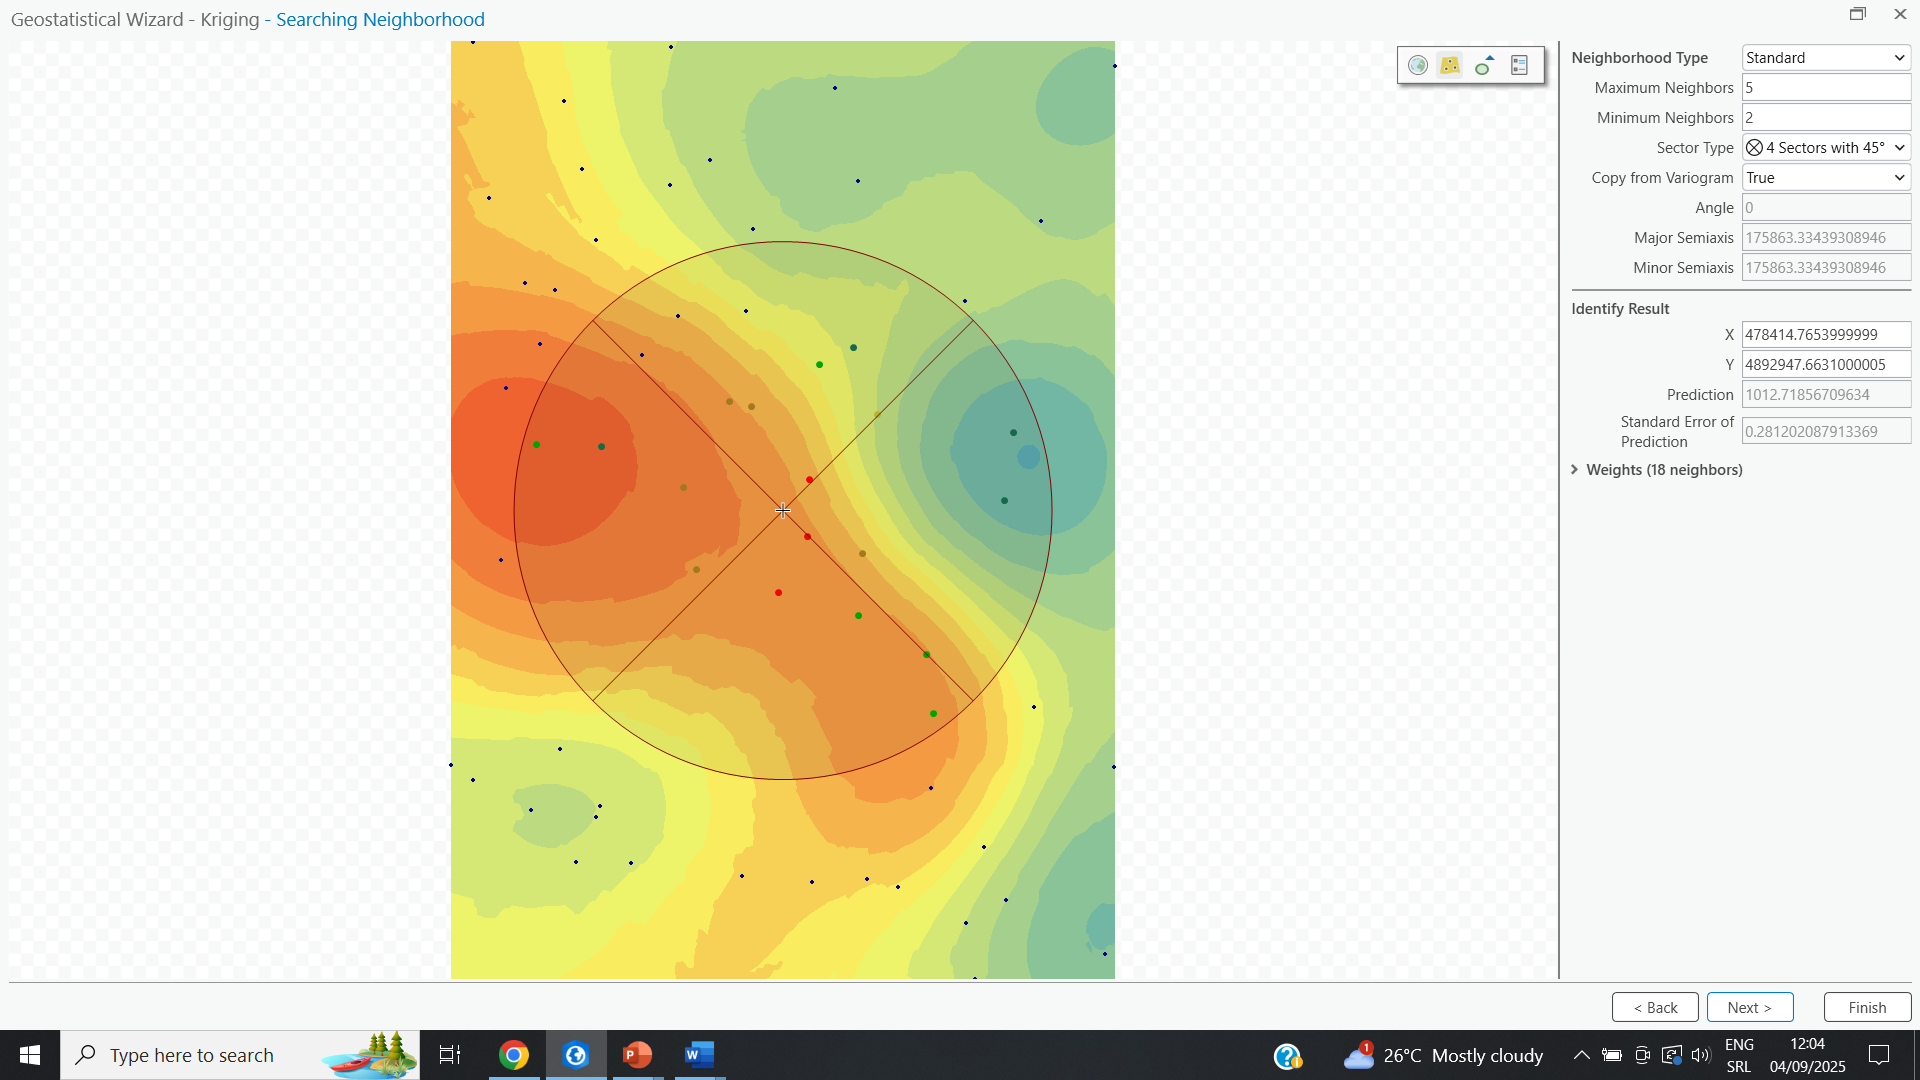 Geostatistical Wizard - Kriging - Searching Neighborhood
Neighborhood Type Standard
Maximum Neighbors 5
Minimum Neighbors 2
Sector Type 4 Sectors with 45°
Copy from Variogram True
Angle 0
Major Semiaxis 175863.33439308946
Minor Semiaxis 175863.33439308946
Identify Result
X 478414.7653999999
Y 4892947.6631000005
Prediction 1012.71856709634
Standard Error of
Prediction 0.281202087913369
Weights (18 neighbors)
< Back Next > Finish
Type here to search
P
W
?
1
26°C Mostly cloudy
ENG
SRL
12:04
04/09/2025